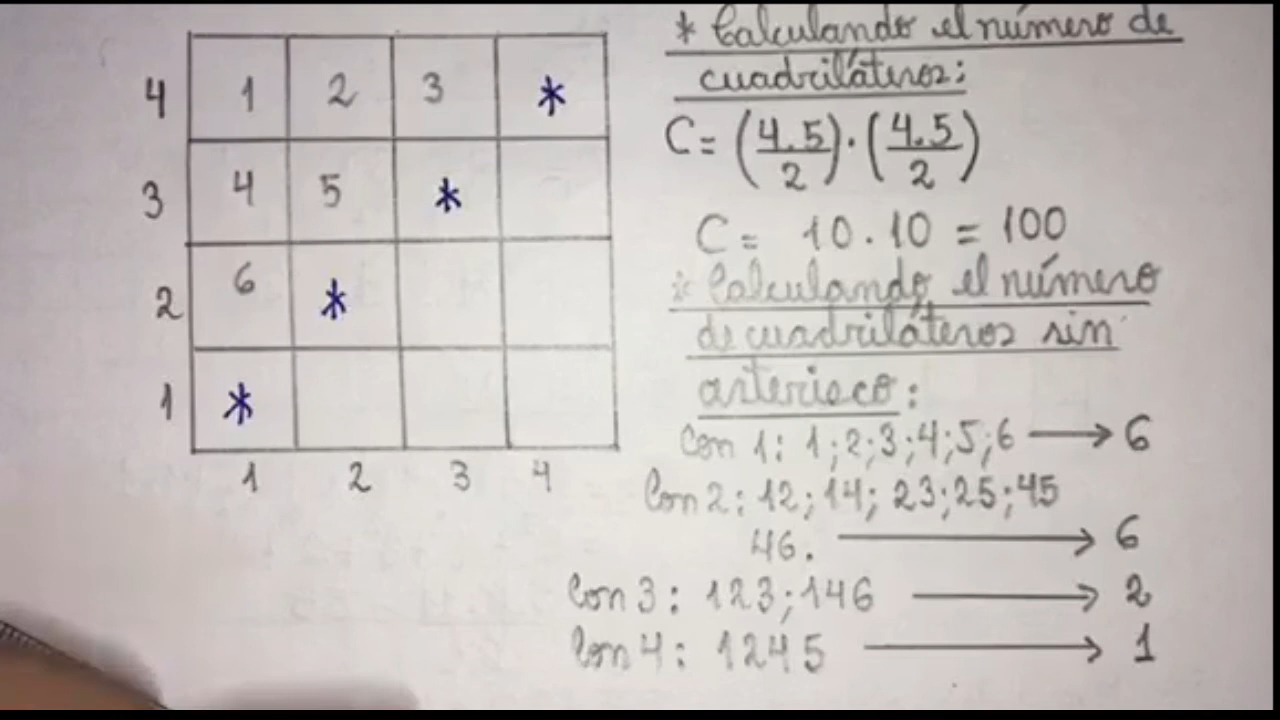 4 1 2 3 *
3 4 5 *
2 6 *
1 *
1 2 3 4
* Calculando el número de
cuadriláteros:
C = (4.5/2) . (4.5/2)
C = 10 . 10 = 100
* Calculando el número
de cuadriláteros sin
asterisco:
Con 1: 1;2;3;4;5;6 → 6
Con 2: 12; 14; 23; 25; 45
46. → 6
Con 3: 123; 146 → 2
Con 4: 1245 → 1